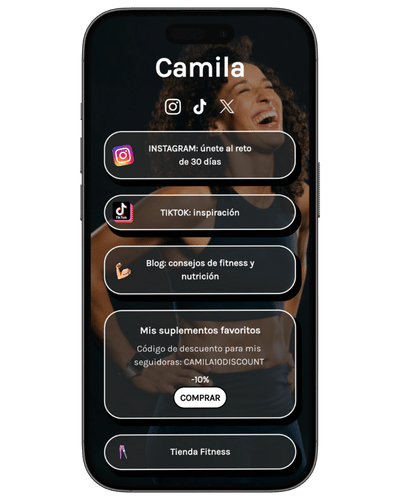 Camila
INSTAGRAM: únete al reto
de 30 días
TikTok
TIKTOK: inspiración
Blog: consejos de fitness y
nutrición
Mis suplementos favoritos
Código de descuento para mis
seguidoras: CAMILA10DISCOUNT
-10%
COMPRAR
Tienda Fitness